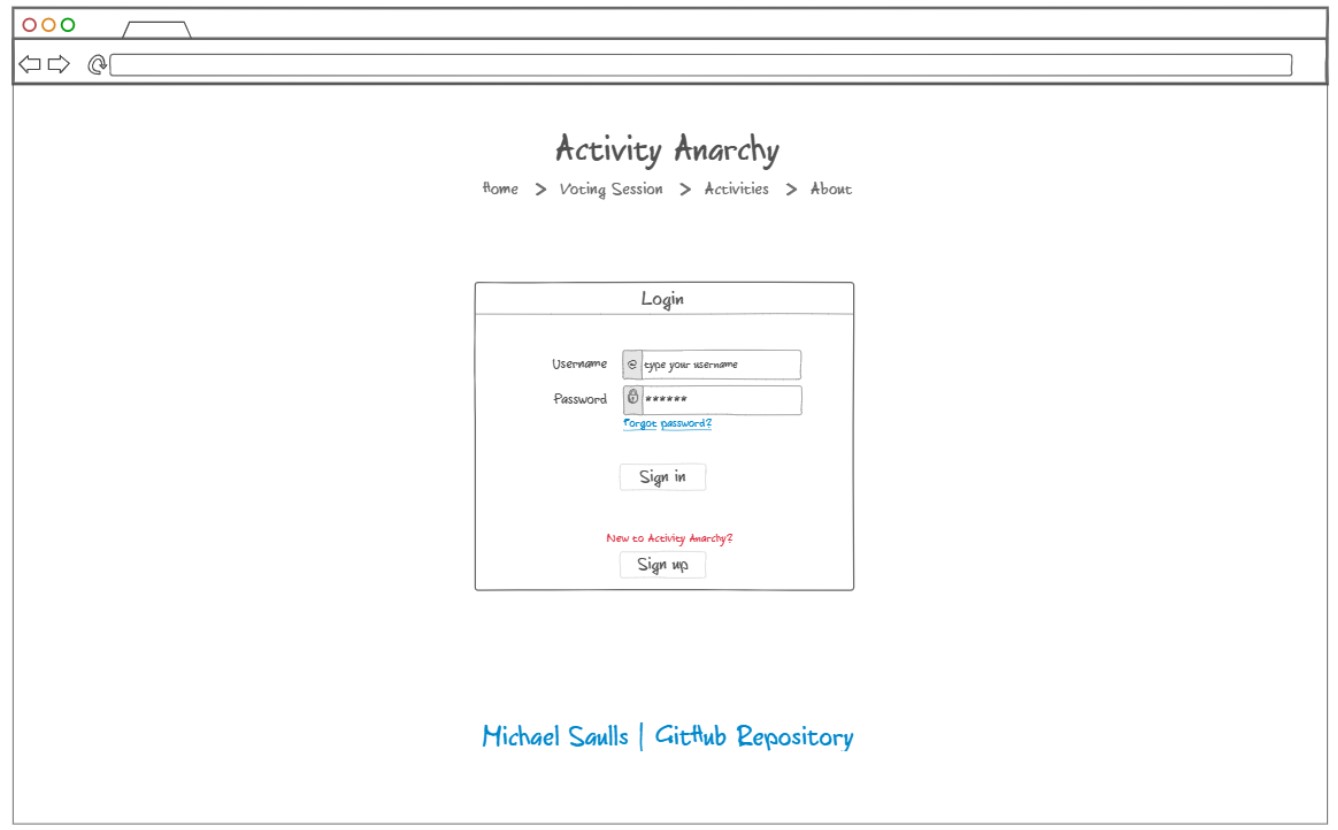 Activity Anarchy
Home > Voting Session > Activities > About
Login
Username @ type your username
Password ******
Forgot password?
Sign in
New to Activity Anarchy?
Sign up
Michael Saulls | GitHub Repository